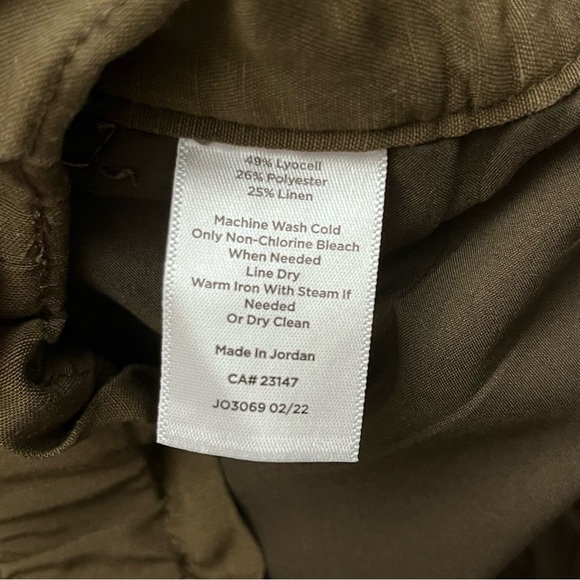 49% Lyocell
26% Polyester
25% Linen
Machine Wash Cold
Only Non-Chlorine Bleach
When Needed
Line Dry
Warm Iron With Steam If
Needed
Or Dry Clean
Made In Jordan
CA# 23147
JO3069 02/22